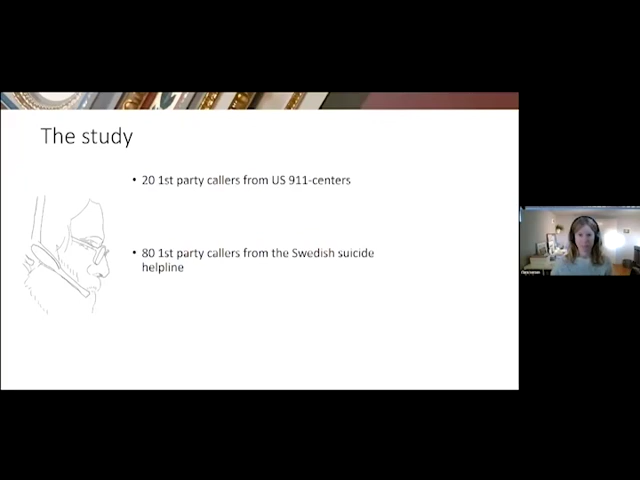 The study
• 20 1st party callers from US 911-centers
• 80 1st party callers from the Swedish suicide
helpline